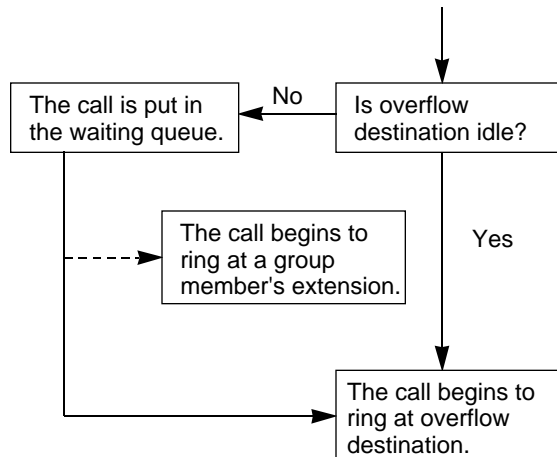 The call is put in
the waiting queue.
No
Is overflow
destination idle?
The call begins to
ring at a group
member's extension.
Yes
The call begins to
ring at overflow
destination.